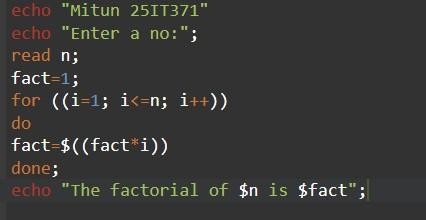 echo "Mitun 25IT371"
echo "Enter a no:";
read n;
fact=1;
for ((i=1; i<=n; i++))
do
fact=$((fact*i))
done;
echo "The factorial of $n is $fact";